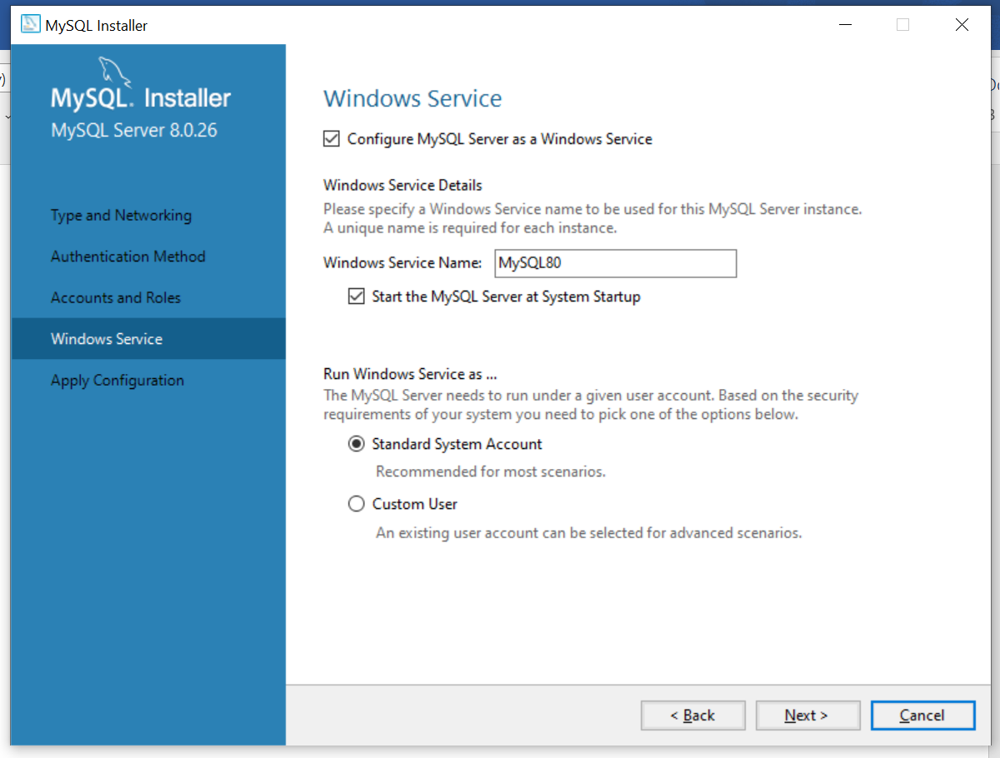 MySQL Installer
MySQL. Installer
MySQL Server 8.0.26
Type and Networking
Authentication Method
Accounts and Roles
Windows Service
Apply Configuration
Windows Service
Configure MySQL Server as a Windows Service
Windows Service Details
Please specify a Windows Service name to be used for this MySQL Server instance.
A unique name is required for each instance.
Windows Service Name: MySQL80
Start the MySQL Server at System Startup
Run Windows Service as ...
The MySQL Server needs to run under a given user account. Based on the security
requirements of your system you need to pick one of the options below.
Standard System Account
Recommended for most scenarios.
Custom User
An existing user account can be selected for advanced scenarios.
< Back Next > Cancel